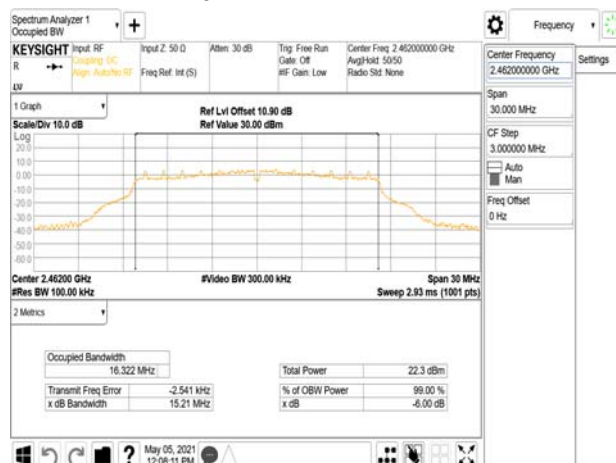 Spectrum Analyzer 1
Occupied BW
Frequency
KEYSIGHT
R
Input: RF
Coupling: DC
Align: Auto/No RF
Input Z: 50 Ω
Freq Ref: Int (S)
Atten: 30 dB
Trig: Free Run
Gate: Off
#IF Gain: Low
Center Freq: 2.462000000 GHz
Avg|Hold: 50/50
Radio Std: None
1 Graph
Scale/Div 10.0 dB
Ref Lvl Offset 10.90 dB
Ref Value 30.00 dBm
Log
20.0
10.0
0.00
-10.0
-20.0
-30.0
-40.0
-50.0
-60.0
Center 2.46200 GHz
#Res BW 100.00 kHz
#Video BW 300.00 kHz
Span 30 MHz
Sweep 2.93 ms (1001 pts)
2 Metrics
Occupied Bandwidth
16.322 MHz
Transmit Freq Error -2.541 kHz
x dB Bandwidth 15.21 MHz
Total Power 22.3 dBm
% of OBW Power 99.00 %
x dB -6.00 dB
Center Frequency
2.462000000 GHz
Settings
Span
30.000 MHz
CF Step
3.000000 MHz
Auto
Man
Freq Offset
0 Hz
?
May 05, 2021
12:08:11 PM